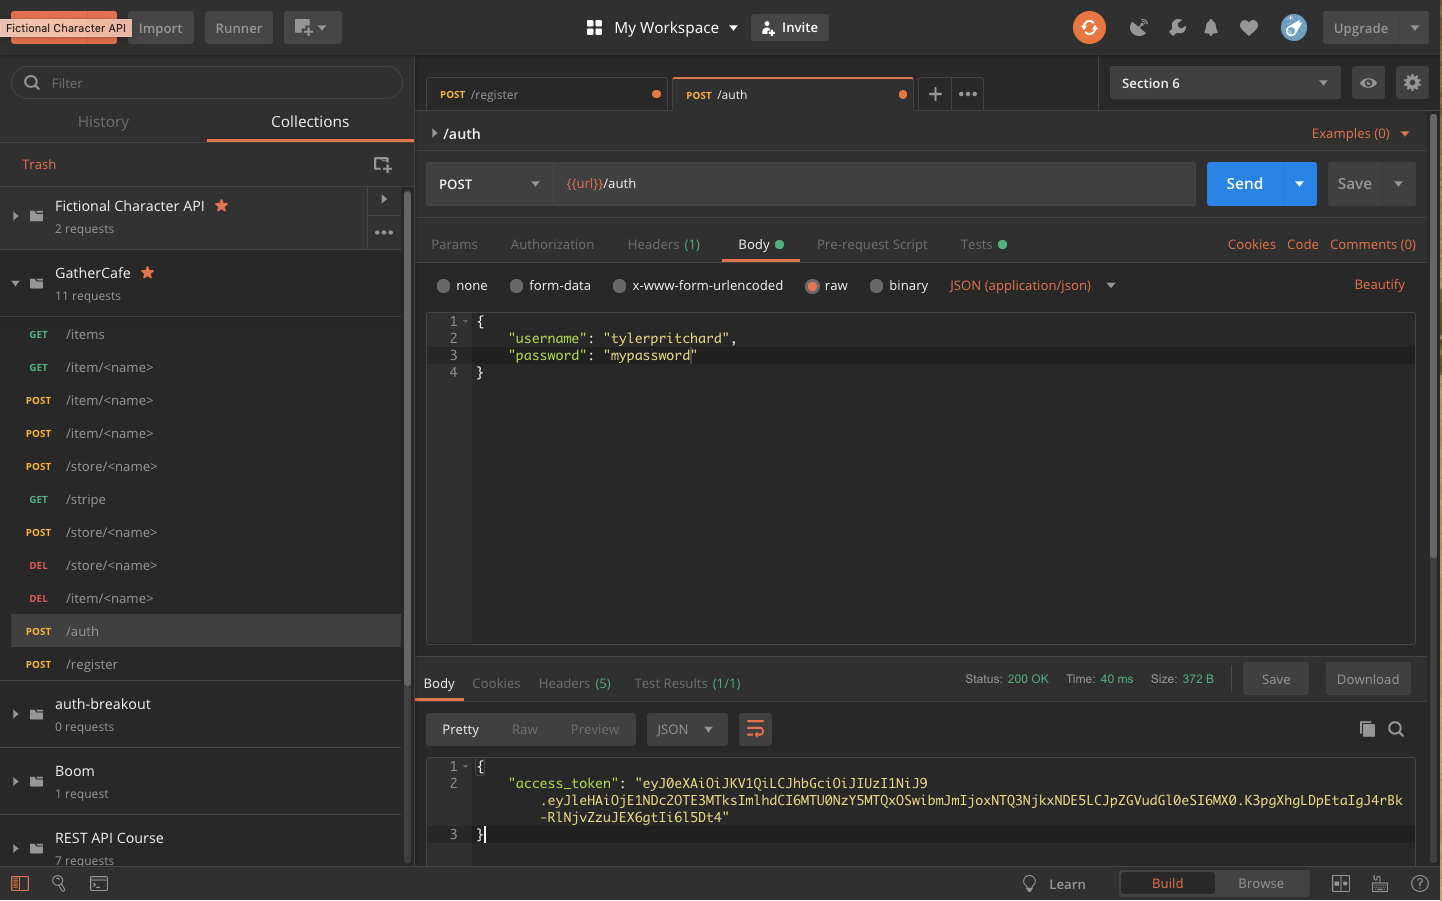 Fictional Character API
Import
Runner
My Workspace
Invite
Upgrade
Filter
History
Collections
Trash
Fictional Character API
2 requests
GatherCafe
11 requests
GET /items
GET /item/<name>
POST /item/<name>
POST /item/<name>
POST /store/<name>
GET /stripe
POST /store/<name>
DEL /store/<name>
DEL /item/<name>
POST /auth
POST /register
auth-breakout
0 requests
Boom
1 request
REST API Course
7 requests
POST /register
POST /auth
Section 6
/auth
Examples (0)
POST
{{url}}/auth
Send
Save
Params
Authorization
Headers (1)
Body
Pre-request Script
Tests
Cookies
Code
Comments (0)
none
form-data
x-www-form-urlencoded
raw
binary
JSON (application/json)
Beautify
1 {
2 "username": "tylerpritchard",
3 "password": "mypassword"
4 }
Body
Cookies
Headers (5)
Test Results (1/1)
Status: 200 OK
Time: 40 ms
Size: 372 B
Save
Download
Pretty
Raw
Preview
JSON
1 {
2 "access_token": "eyJ0eXAiOiJKV1QiLCJhbGciOiJIUzI1NiJ9
.eyJleHAiOjE1NDc2OTE3MTksImlhdCI6MTU0NzY5MTQxOSwibmJmIjoxNTQ3NjkxNDE5LCJpZGVudGl0eSI6MX0.K3pgXhgLDpEtaIgJ4rBk
-RlNjvZzuJEX6gtIi6l5Dt4"
3 }
Learn
Build
Browse